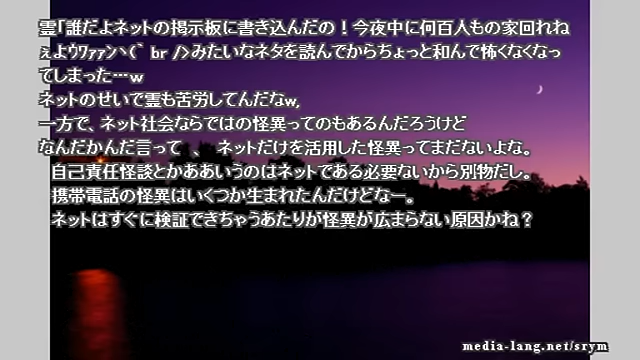 霊「誰だよネットの掲示板に書き込んだの！今夜中に何百人もの家回れね
ぇよｳﾜｧｧﾝヽ(｀ br />みたいなネタを読んでからちょっと和んで怖くなくなっ
てしまった…ｗ
ネットのせいで霊も苦労してんだなw,
一方で、ネット社会ならではの怪異ってのもあるんだろうけど
なんだかんだ言って　、　ネットだけを活用した怪異ってまだないよな。
自己責任怪談とかああいうのはネットである必要ないから別物だし。
携帯電話の怪異はいくつか生まれたんだけどなー。
ネットはすぐに検証できちゃうあたりが怪異が広まらない原因かね？
media-lang.net/srym